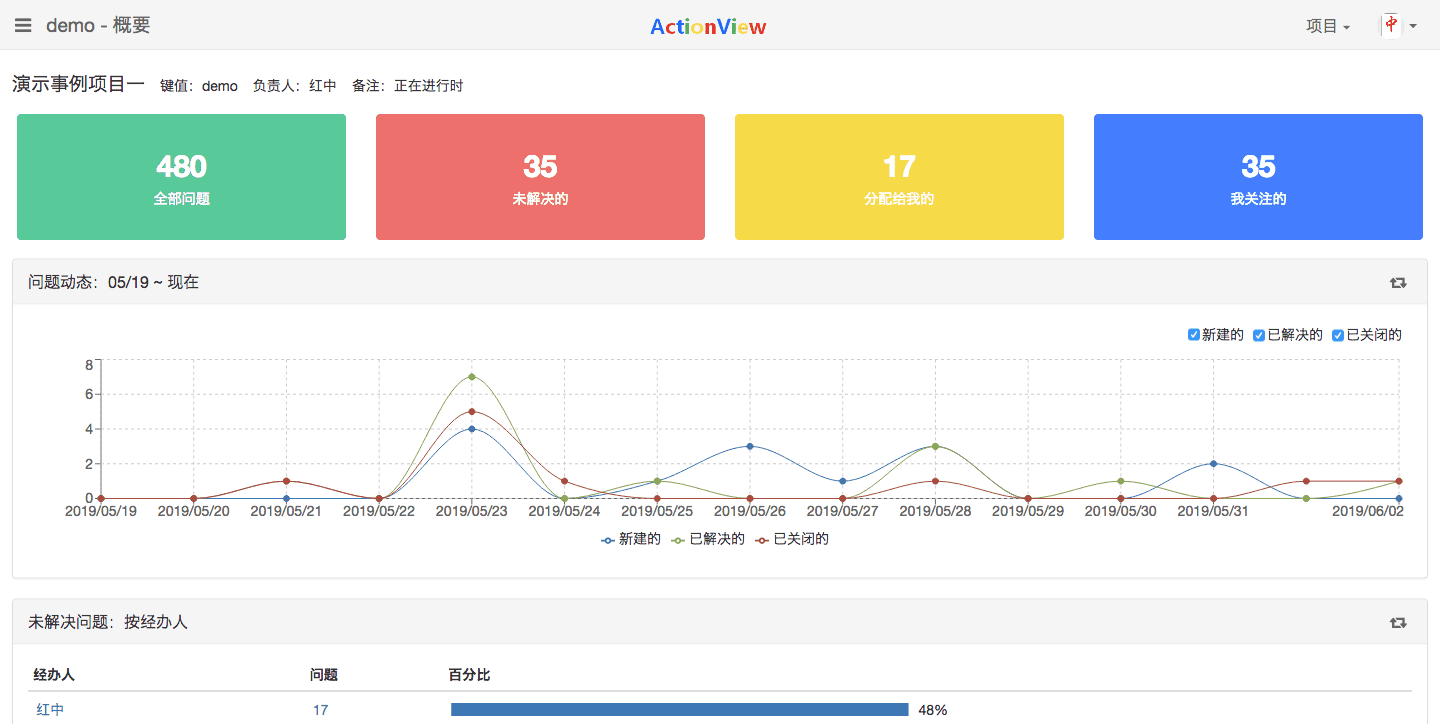 demo - 概要 ActionView 项目
演示事例项目一 键值：demo 负责人：红中 备注：正在进行时
480 35 17 35
全部问题 未解决的 分配给我的 我关注的
问题动态：05/19 ~ 现在
新建的 已解决的 已关闭的
8
6
4
2
0
2019/05/19 2019/05/20 2019/05/21 2019/05/22 2019/05/23 2019/05/24 2019/05/25 2019/05/26 2019/05/27 2019/05/28 2019/05/29 2019/05/30 2019/05/31 2019/06/02
新建的 已解决的 已关闭的
未解决问题：按经办人
经办人 问题 百分比
红中 17 48%